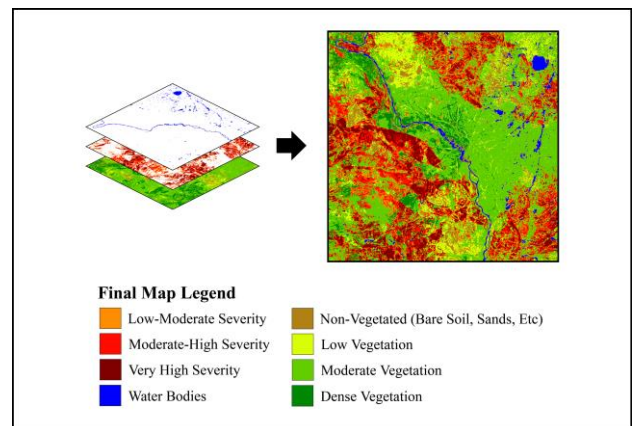 Final Map Legend
Low-Moderate Severity
Moderate-High Severity
Very High Severity
Water Bodies
Non-Vegetated (Bare Soil, Sands, Etc)
Low Vegetation
Moderate Vegetation
Dense Vegetation